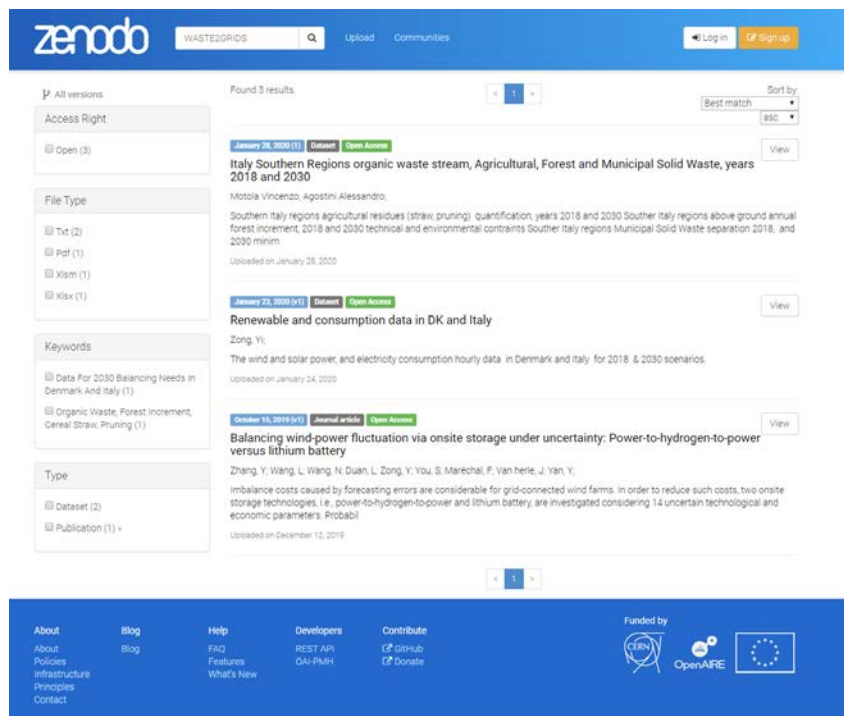 zenodo
WASTE2GRIDS
Upload Communities
Log in
Sign up
All versions
Access Right
Open (3)
File Type
Txt (2)
Pdf (1)
Xlsm (1)
Xlsx (1)
Keywords
Data For 2030 Balancing Needs In
Denmark And Italy (1)
Organic Waste, Forest Increment,
Cereal Straw, Pruning (1)
Type
Dataset (2)
Publication (1)
Found 3 results.
< 1 >
Sort by:
Best match
asc.
January 28, 2020 (1) Dataset Open Access
View
Italy Southern Regions organic waste stream, Agricultural, Forest and Municipal Solid Waste, years
2018 and 2030
Motola Vincenzo; Agostini Alessandro;
Southern Italy regions agricultural residues (straw, pruning) quantification, years 2018 and 2030 Souther Italy regions above ground annual
forest increment, 2018 and 2030 technical and environmental contraints Souther Italy regions Municipal Solid Waste separation 2018, and
2030 minim
Uploaded on January 28, 2020
January 23, 2020 (v1) Dataset Open Access
View
Renewable and consumption data in DK and Italy
Zong, Yi;
The wind and solar power, and electricity consumption hourly data in Denmark and Italy for 2018 & 2030 scenarios.
Uploaded on January 24, 2020
October 15, 2019 (v1) Journal article Open Access
View
Balancing wind-power fluctuation via onsite storage under uncertainty: Power-to-hydrogen-to-power
versus lithium battery
Zhang, Y; Wang, L; Wang, N; Duan, L; Zong, Y; You, S; Maréchal, F; Van herle, J; Yan, Y;
Imbalance costs caused by forecasting errors are considerable for grid-connected wind farms. In order to reduce such costs, two onsite
storage technologies, i.e., power-to-hydrogen-to-power and lithium battery, are investigated considering 14 uncertain technological and
economic parameters. Probabil
Uploaded on December 12, 2019
< 1 >
About
About
Policies
Infrastructure
Principles
Contact
Blog
Blog
Help
FAQ
Features
What's New
Developers
REST API
OAI-PMH
Contribute
GitHub
Donate
Funded by
CERN
OpenAIRE